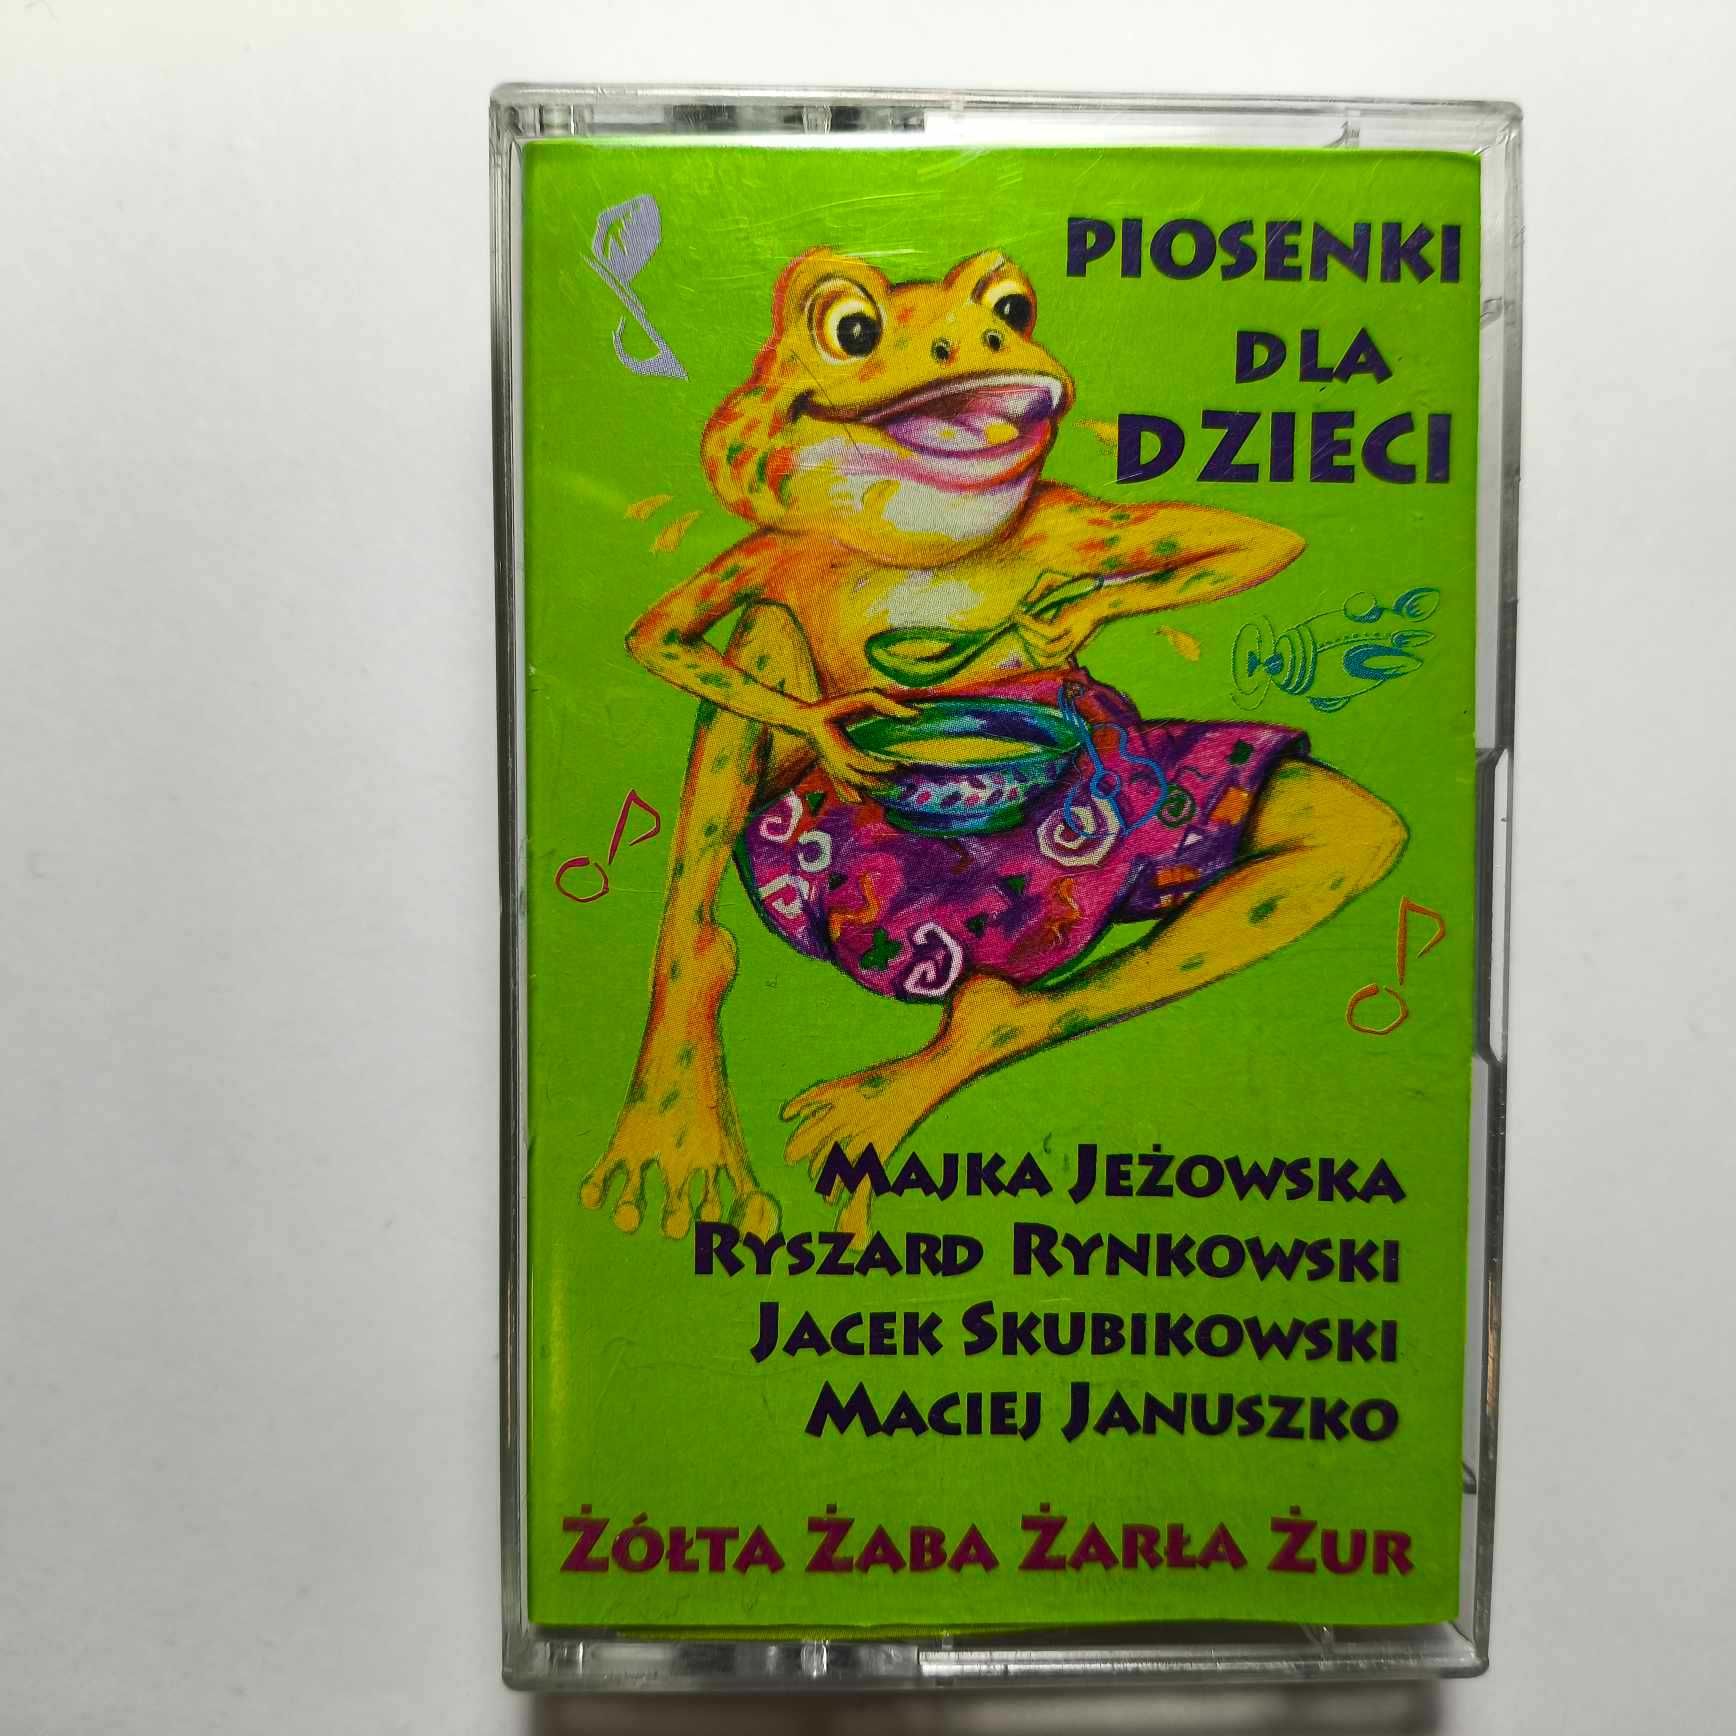 PIOSENKI
DLA
DZIECI
MAJKA JEŻOWSKA
RYSZARD RYNKOWSKI
JACEK SKUBIKOWSKI
MACIEJ JANUSZKO
ŻÓŁTA ŻABA ŻARŁA ŻUR